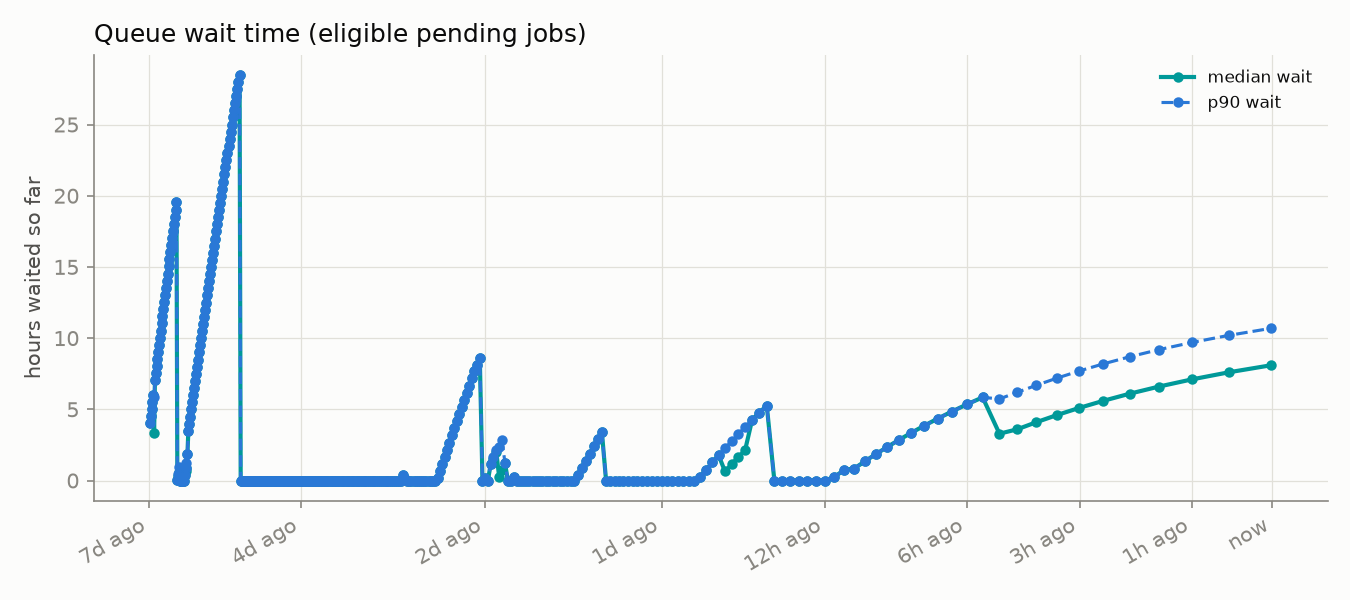 Queue wait time (eligible pending jobs)
median wait
p90 wait
hours waited so far
25
20
15
10
5
0
7d ago
4d ago
2d ago
1d ago
12h ago
6h ago
3h ago
1h ago
now